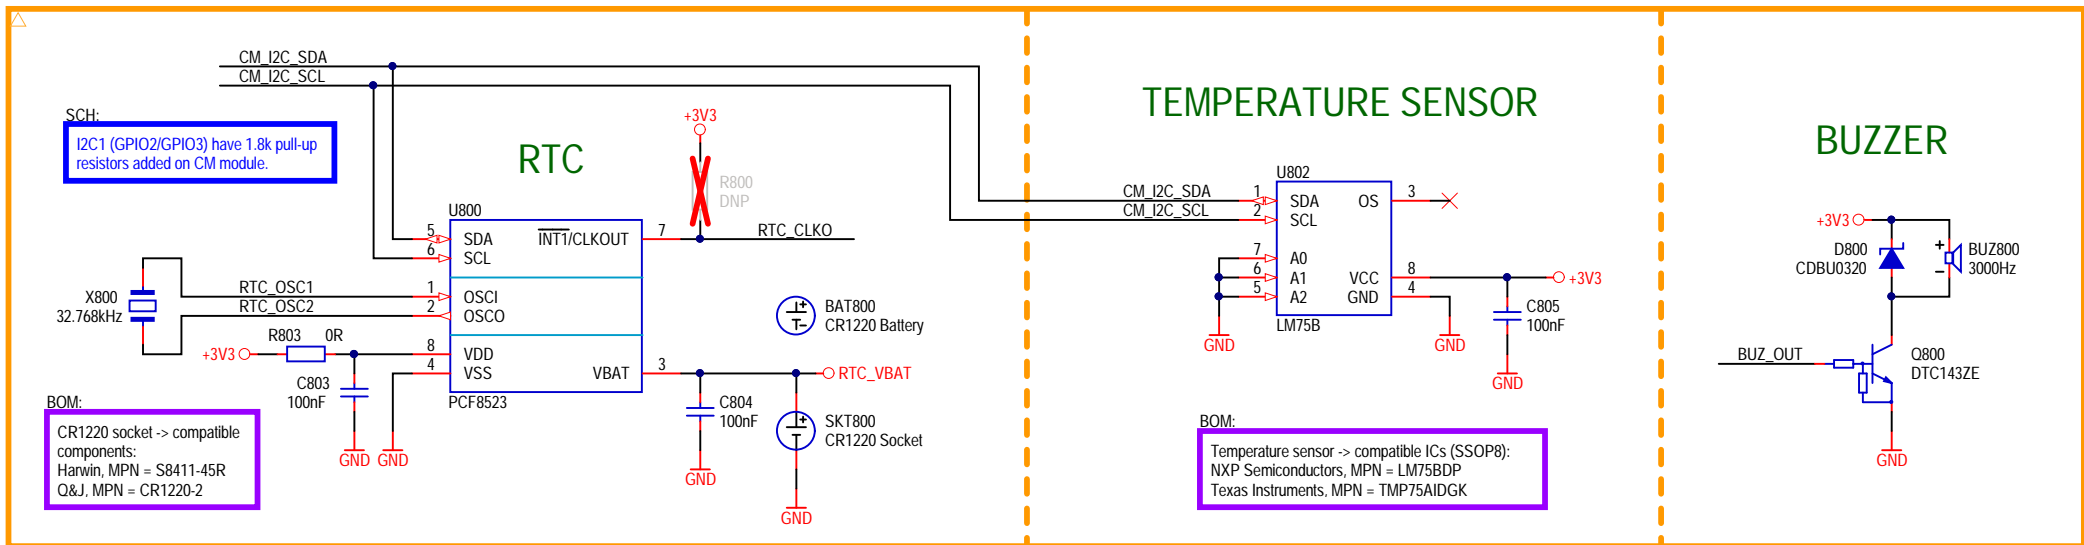 CM_I2C_SDA
CM_I2C_SCL
SCH:
I2C1 (GPIO2/GPIO3) have 1.8k pull-up
resistors added on CM module.
RTC
+3V3
R800
DNP
U800
5 SDA
6 SCL
INT1/CLKOUT 7
RTC_CLKO
X800
32.768kHz
RTC_OSC1
RTC_OSC2
1 OSCI
2 OSCO
R803 0R
+3V3
8 VDD
4 VSS
VBAT 3
RTC_VBAT
PCF8523
C803
100nF
GND
GND
BAT800
CR1220 Battery
C804
100nF
GND
SKT800
CR1220 Socket
GND
BOM:
CR1220 socket -> compatible
components:
Harwin, MPN = S8411-45R
Q&J, MPN = CR1220-2
TEMPERATURE SENSOR
U802
CM_I2C_SDA
CM_I2C_SCL
1 SDA
2 SCL
OS 3
7 A0
6 A1
5 A2
VCC 8
GND 4
LM75B
GND
GND
+3V3
C805
100nF
GND
BOM:
Temperature sensor -> compatible ICs (SSOP8):
NXP Semiconductors, MPN = LM75BDP
Texas Instruments, MPN = TMP75AIDGK
BUZZER
+3V3
D800
CDBU0320
+
−
BUZ800
3000Hz
BUZ_OUT
Q800
DTC143ZE
GND